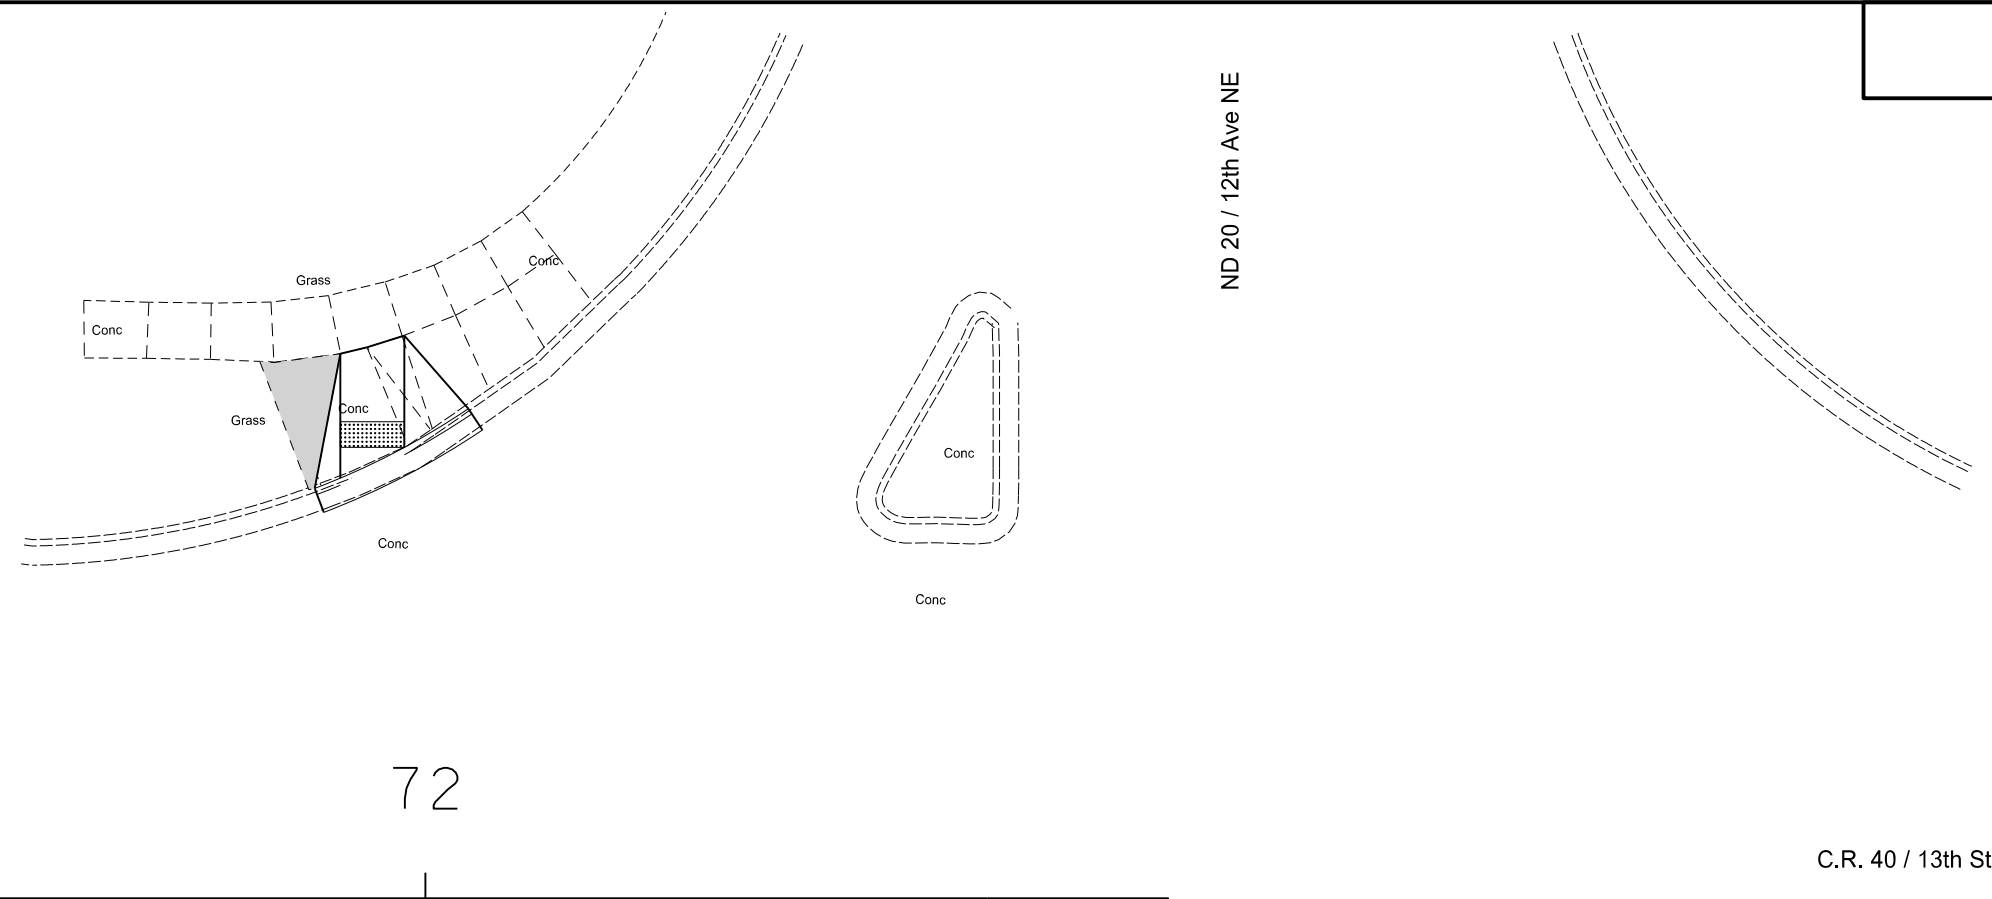 ND 20 / 12th Ave NE
Conc
Grass
Conc
Conc
Grass
Conc
Conc
Conc
72
C.R. 40 / 13th St